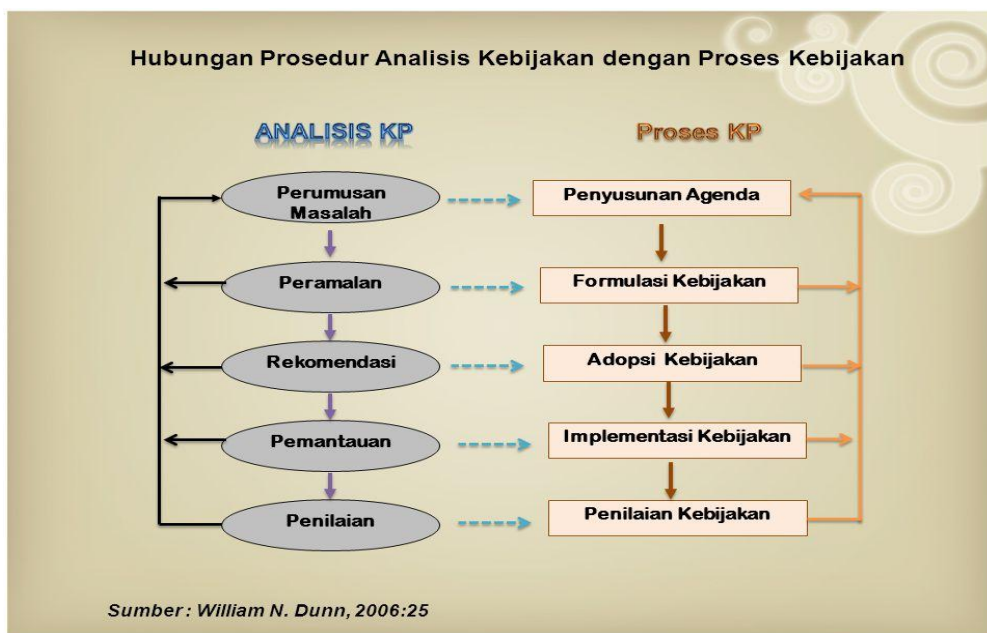 Hubungan Prosedur Analisis Kebijakan dengan Proses Kebijakan
ANALISIS KP
Proses KP
Perumusan
Masalah
Penyusunan Agenda
Peramalan
Formulasi Kebijakan
Rekomendasi
Adopsi Kebijakan
Pemantauan
Implementasi Kebijakan
Penilaian
Penilaian Kebijakan
Sumber : William N. Dunn, 2006:25